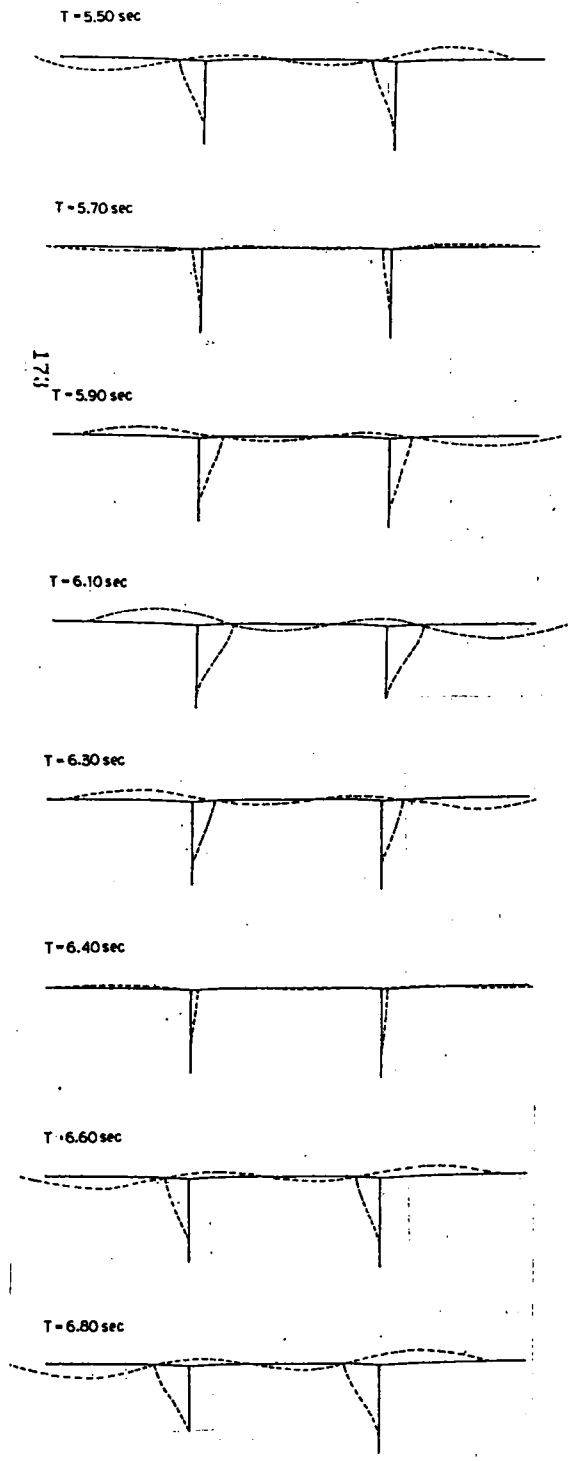 T = 5.50 sec
T = 5.70 sec
173
T = 5.90 sec
T = 6.10 sec
T = 6.30 sec
T = 6.40 sec
T = 6.60 sec
T = 6.80 sec